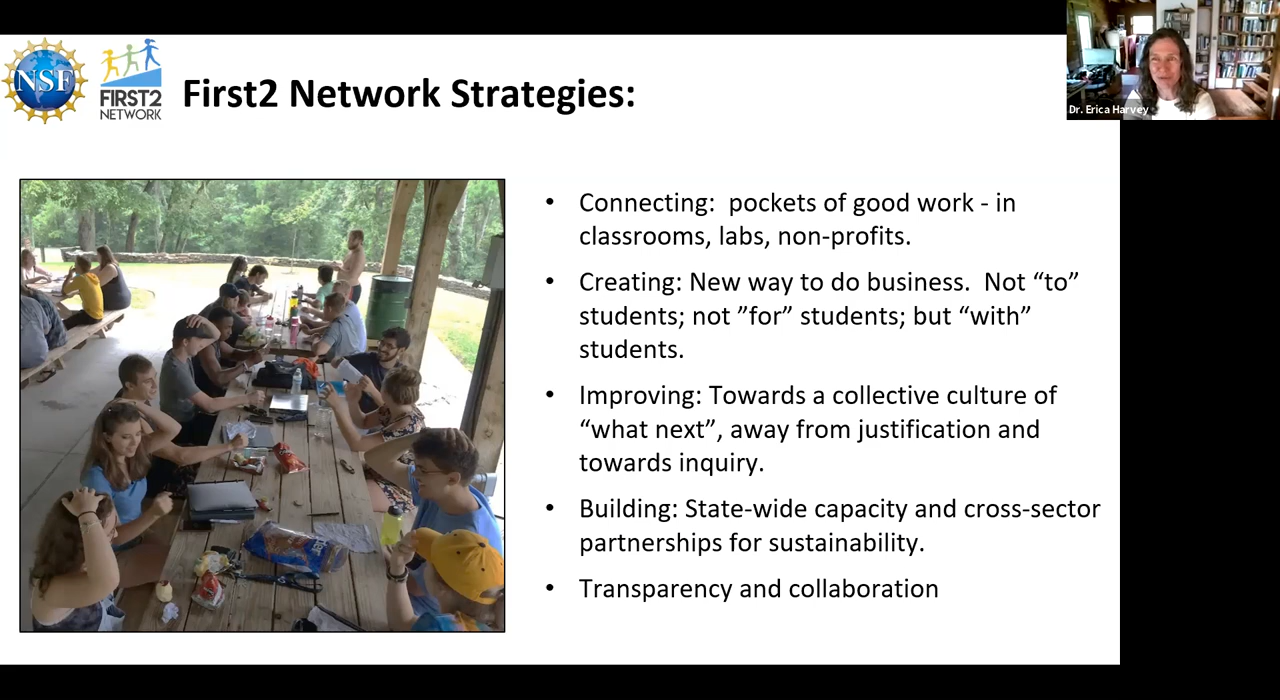 NSF
FIRST2
NETWORK
First2 Network Strategies:
Dr. Erica Harvey
• Connecting:  pockets of good work - in
classrooms, labs, non-profits.
• Creating: New way to do business.  Not “to”
students; not ”for” students; but “with”
students.
• Improving: Towards a collective culture of
“what next”, away from justification and
towards inquiry.
• Building: State-wide capacity and cross-sector
partnerships for sustainability.
• Transparency and collaboration